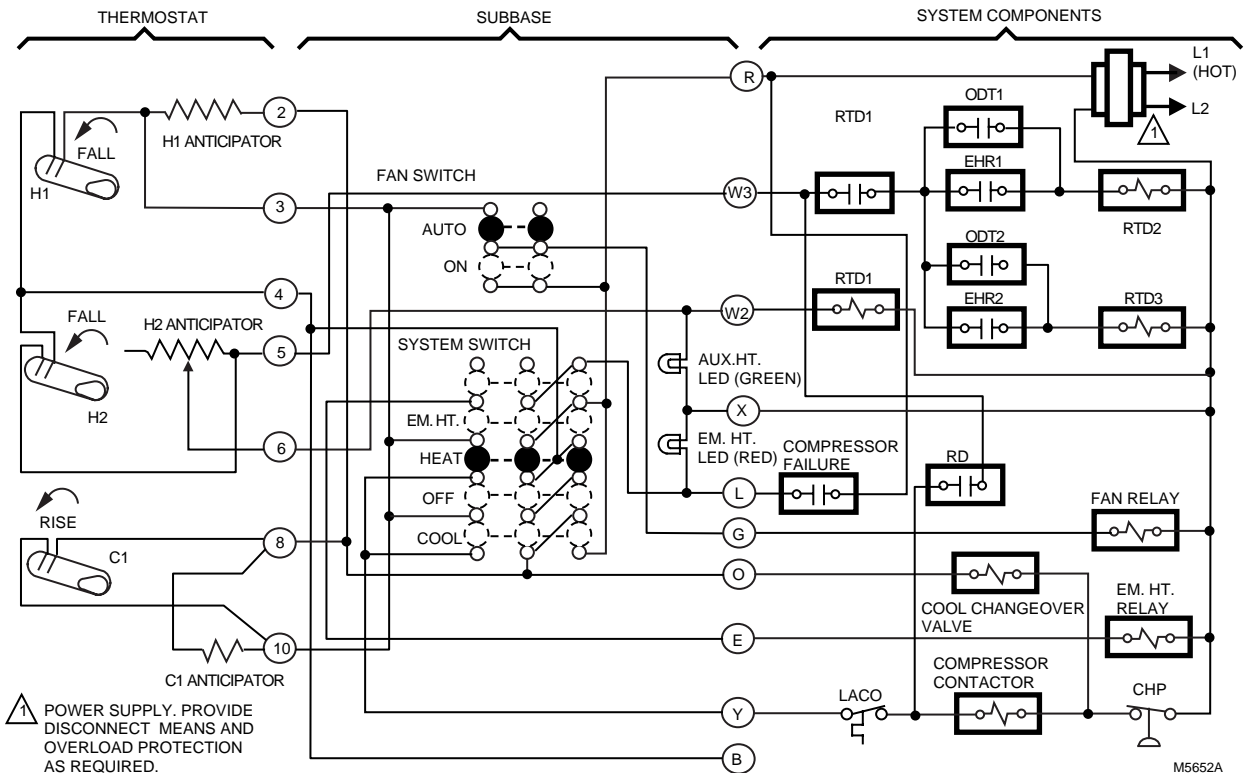 THERMOSTAT
SUBBASE
SYSTEM COMPONENTS
R
L1
(HOT)
L2
1
2
H1 ANTICIPATOR
FALL
H1
ODT1
RTD1
EHR1
RTD2
FAN SWITCH
W3
3
AUTO
ON
ODT2
RTD1
EHR2
RTD3
4
W2
FALL
H2 ANTICIPATOR
5
H2
6
SYSTEM SWITCH
EM. HT.
HEAT
OFF
COOL
AUX.HT.
LED (GREEN)
X
EM. HT.
LED (RED)
COMPRESSOR
FAILURE
RD
L
FAN RELAY
G
RISE
C1
8
O
COOL CHANGEOVER
VALVE
EM. HT.
RELAY
E
10
C1 ANTICIPATOR
COMPRESSOR
CONTACTOR
LACO
CHP
Y
B
1
POWER SUPPLY. PROVIDE
DISCONNECT MEANS AND
OVERLOAD PROTECTION
AS REQUIRED.
M5652A